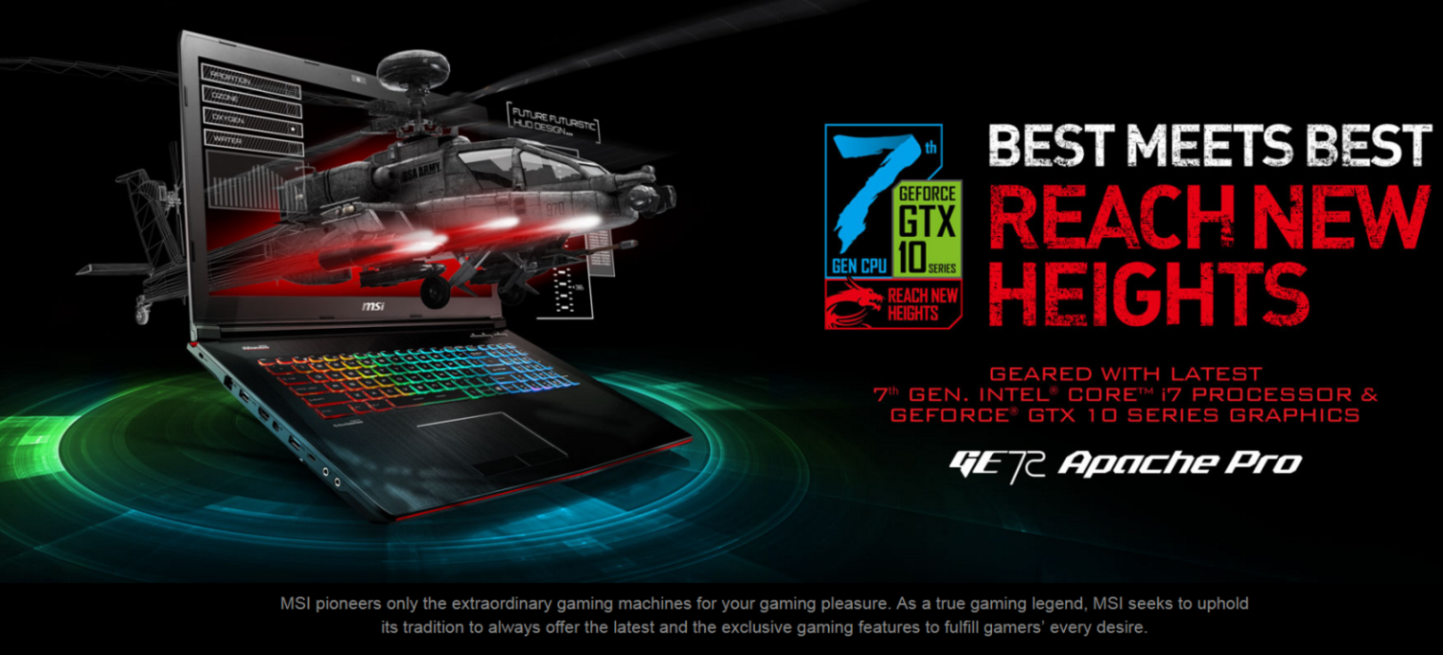 RADIATION
OZONE
OXYGEN
WATER
FUTURE FUTURISTIC
HUD DESIGN
USA ARMY
970
msi
7th
GEN CPU
GEFORCE
GTX
10 SERIES
REACH NEW
HEIGHTS
BEST MEETS BEST
REACH NEW
HEIGHTS
GEARED WITH LATEST
7th GEN. INTEL® CORE™ i7 PROCESSOR &
GEFORCE® GTX 10 SERIES GRAPHICS
GE72 Apache Pro
MSI pioneers only the extraordinary gaming machines for your gaming pleasure. As a true gaming legend, MSI seeks to uphold
its tradition to always offer the latest and the exclusive gaming features to fulfill gamers’ every desire.